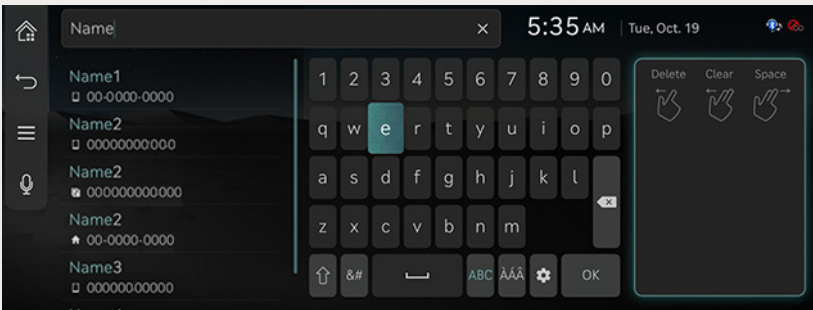 Name
5:35 AM
Tue, Oct. 19
Name1
00-0000-0000
Name2
00000000000
Name2
000000000000
Name2
00-0000-0000
Name3
00000000000
1 2 3 4 5 6 7 8 9 0
q w e r t y u i o p
a s d f g h j k l
z x c v b n m
&# ABC ÀÁÂ OK
Delete Clear Space